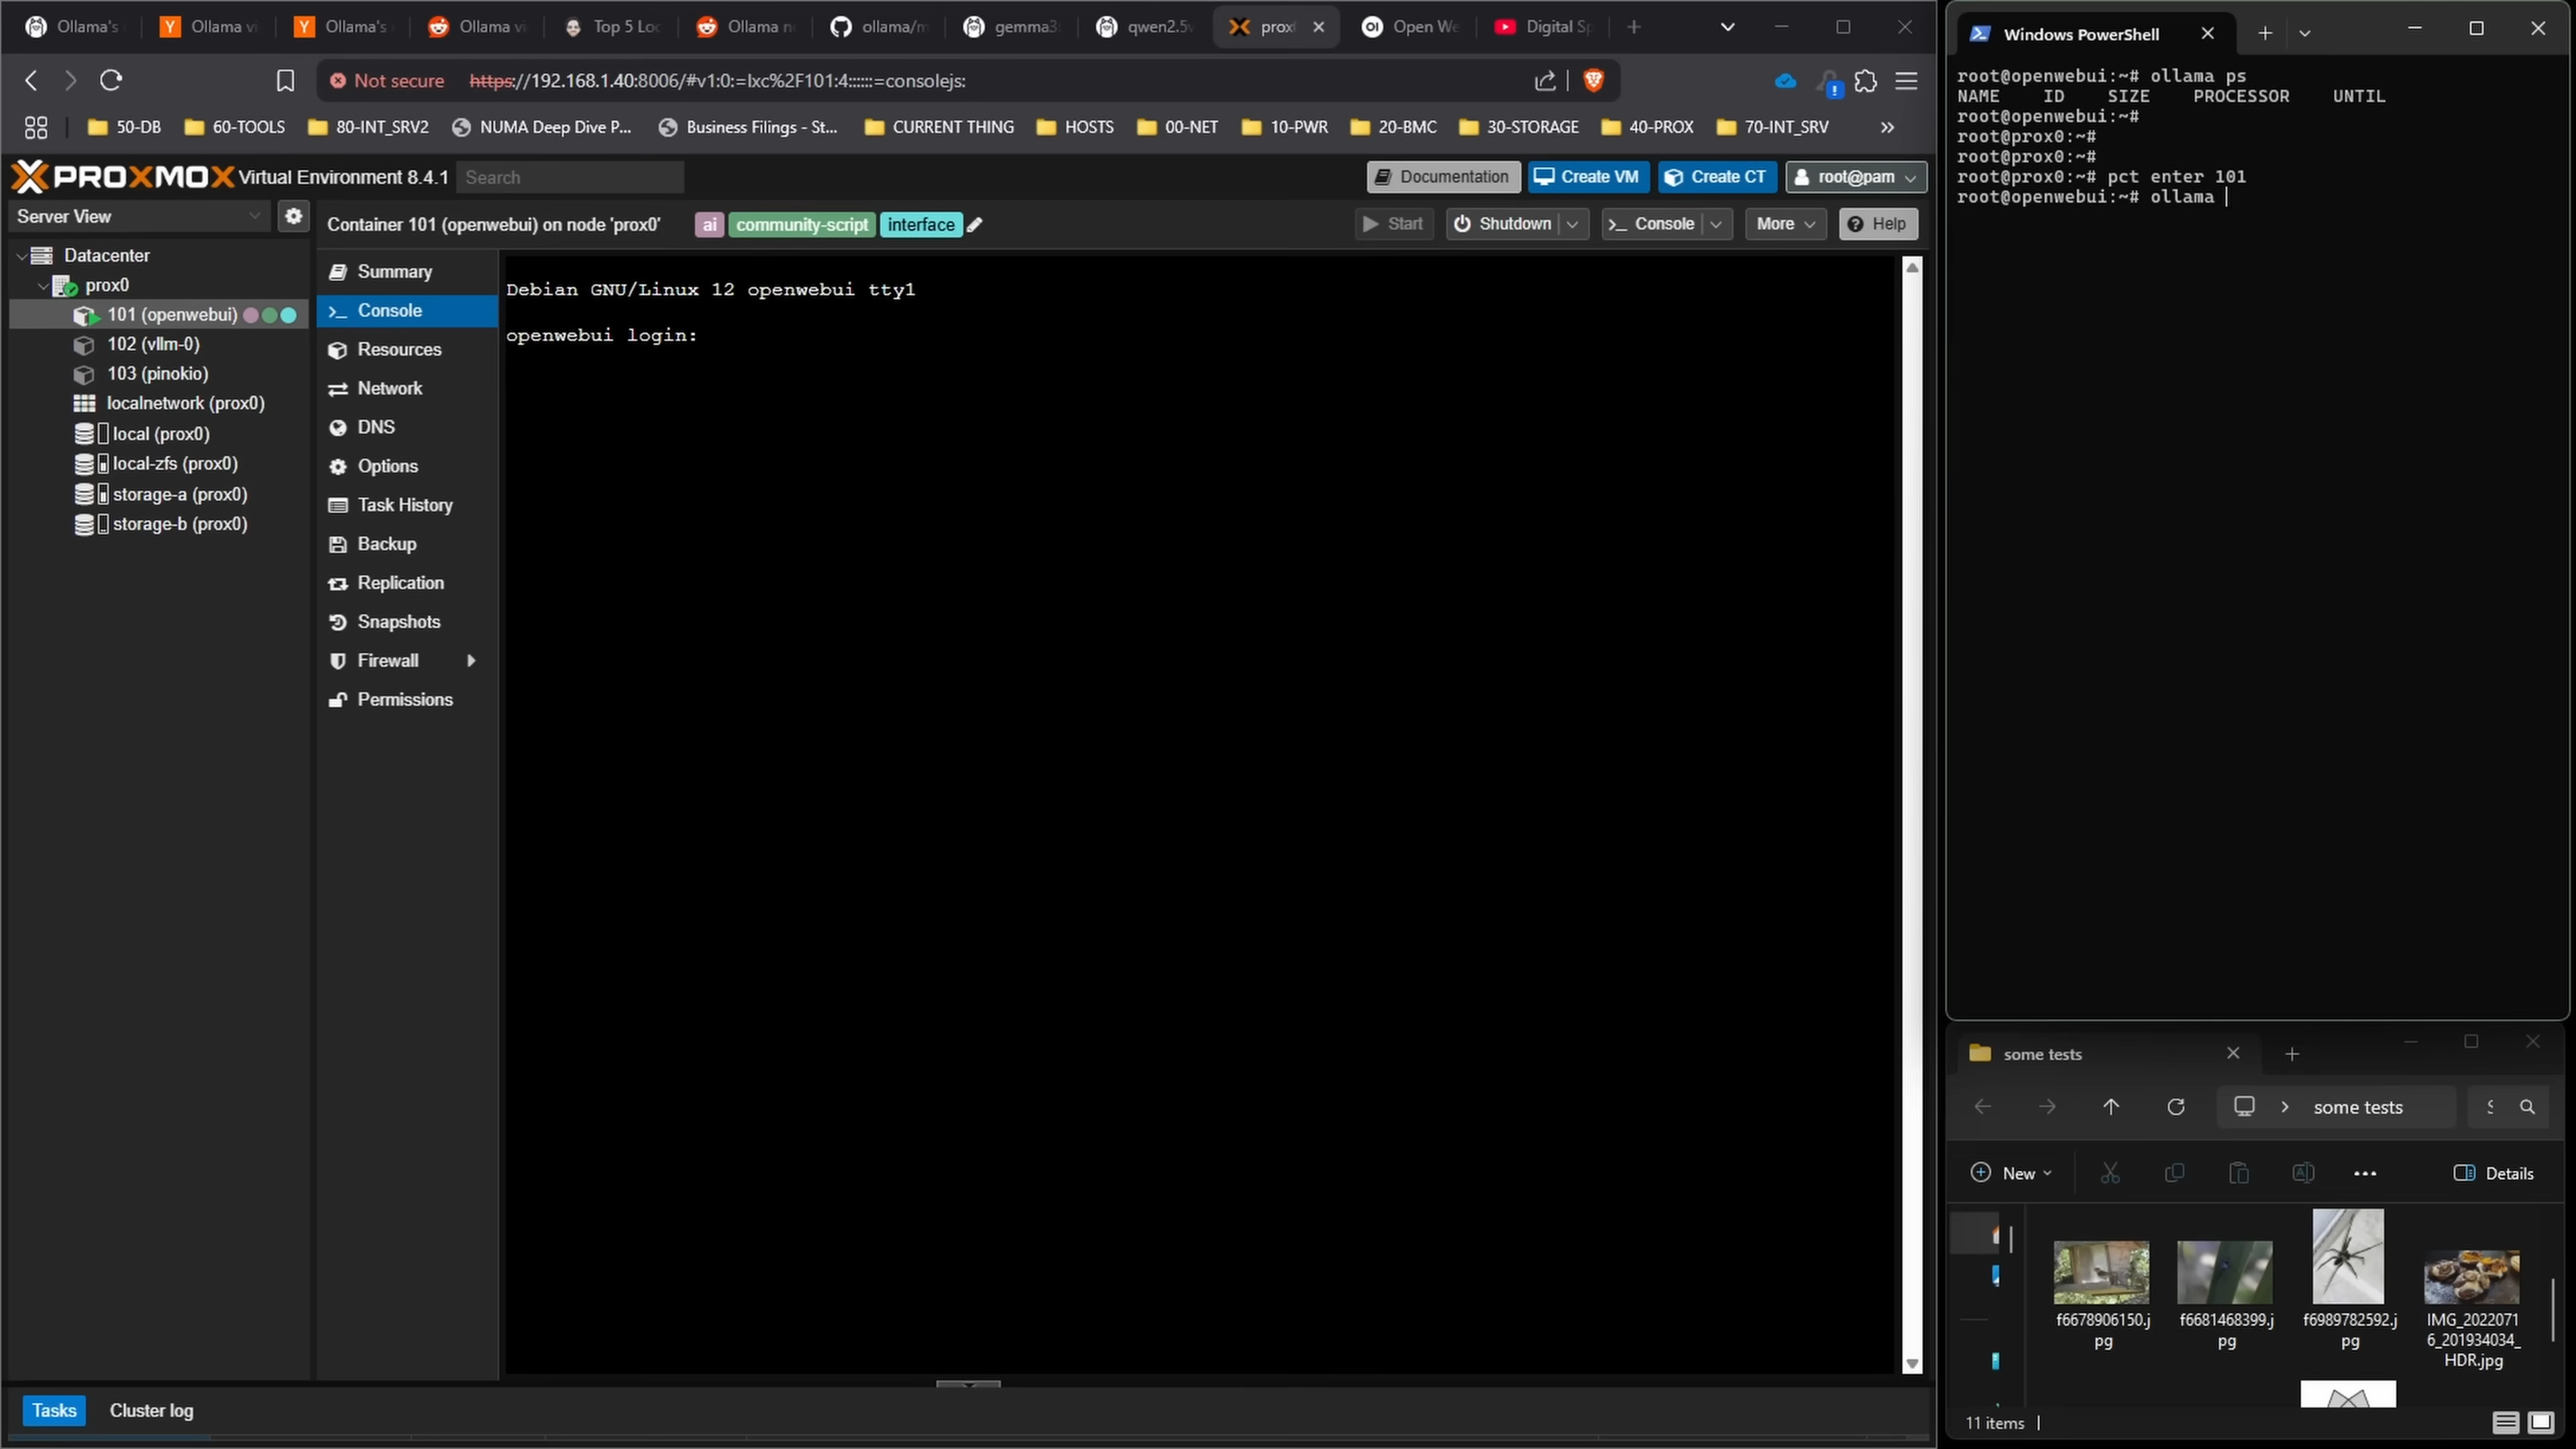 Ollama's
Ollama vi
Ollama's
Ollama vi
Top 5 Loc
Ollama n
ollama/m
gemma3
qwen2.5v
prox
Open We
Digital Sp
Not secure
https://192.168.1.40:8006/#v1:0:=lxc%2F101:4::::::=consolejs:
50-DB
60-TOOLS
80-INT_SRV2
NUMA Deep Dive P...
Business Filings - St...
CURRENT THING
HOSTS
00-NET
10-PWR
20-BMC
30-STORAGE
40-PROX
70-INT_SRV
PROXMOX Virtual Environment 8.4.1
Search
Documentation
Create VM
Create CT
root@pam
Server View
Datacenter
prox0
101 (openwebui)
102 (vllm-0)
103 (pinokio)
localnetwork (prox0)
local (prox0)
local-zfs (prox0)
storage-a (prox0)
storage-b (prox0)
Container 101 (openwebui) on node 'prox0'
ai
community-script
interface
Start
Shutdown
Console
More
Help
Summary
Console
Resources
Network
DNS
Options
Task History
Backup
Replication
Snapshots
Firewall
Permissions
Debian GNU/Linux 12 openwebui tty1
openwebui login:
Tasks
Cluster log
Windows PowerShell
root@openwebui:~# ollama ps
NAME ID SIZE PROCESSOR UNTIL
root@openwebui:~#
root@prox0:~#
root@prox0:~#
root@prox0:~# pct enter 101
root@openwebui:~# ollama
some tests
some tests
New
Details
f6678906150.j
pg
f6681468399.j
pg
f6989782592.j
pg
IMG_2022071
6_201934034_
HDR.jpg
11 items